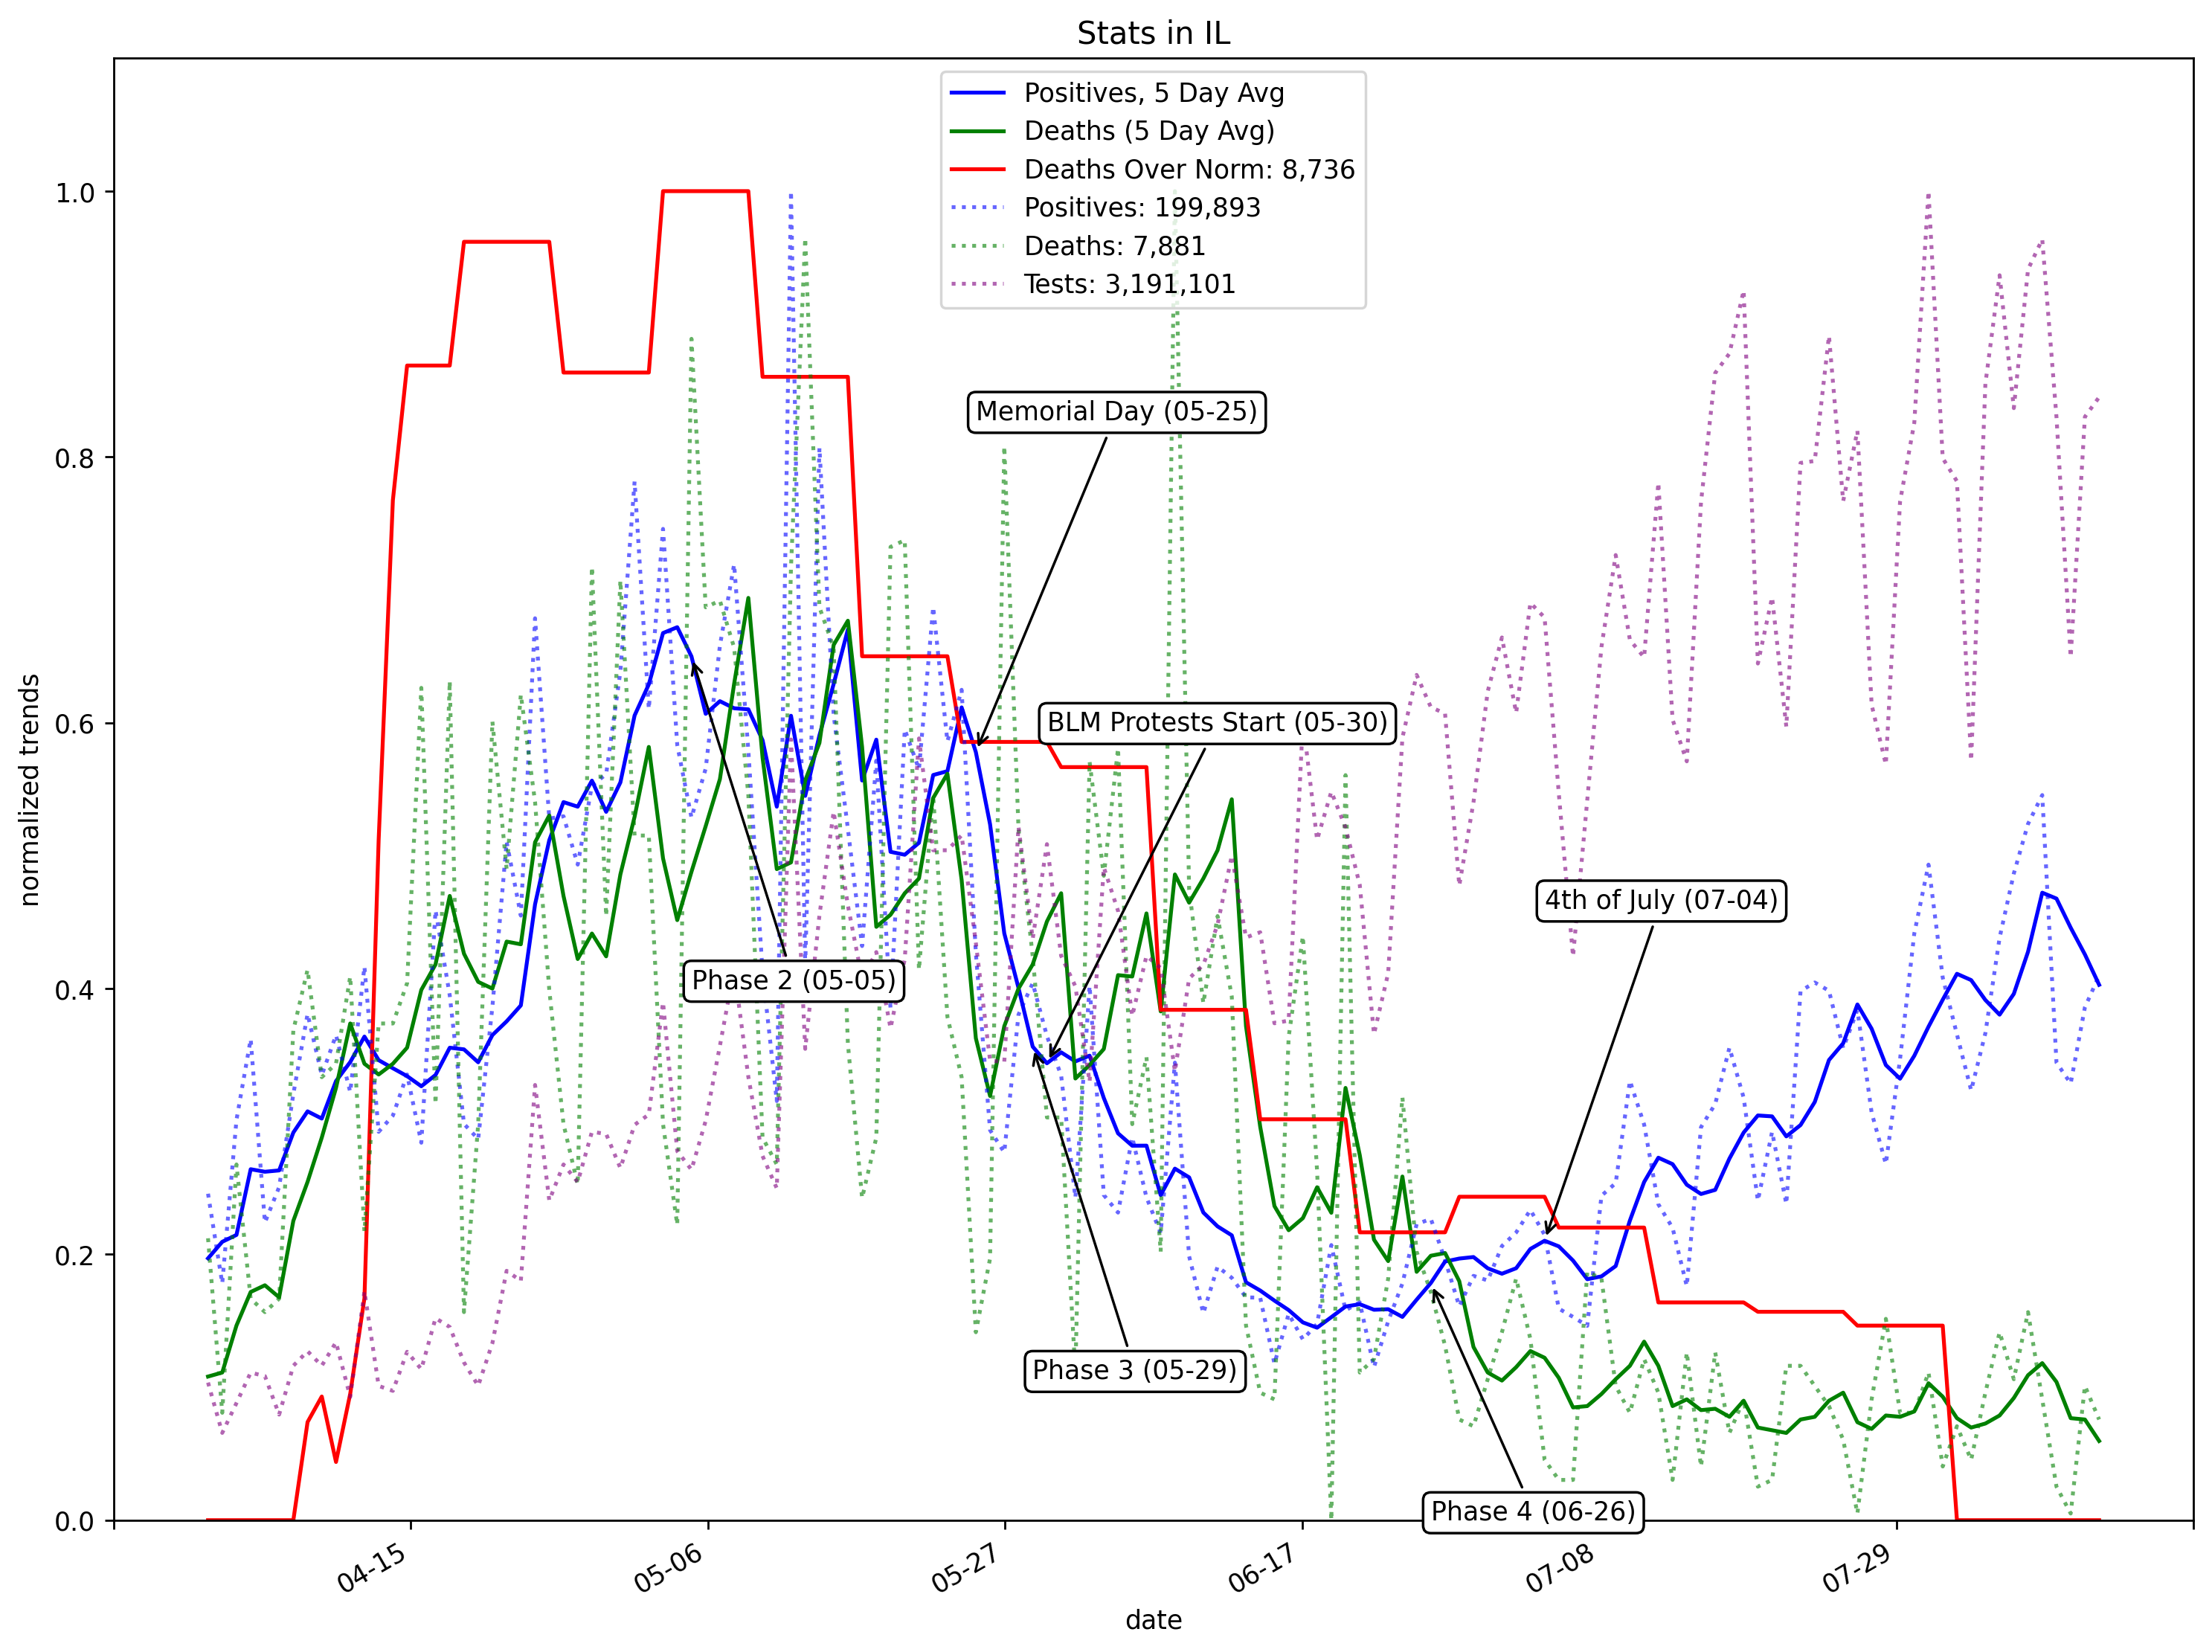 Stats in IL
Positives, 5 Day Avg
Deaths (5 Day Avg)
Deaths Over Norm: 8,736
Positives: 199,893
Deaths: 7,881
Tests: 3,191,101
1.0
0.8
0.6
0.4
0.2
0.0
normalized trends
Memorial Day (05-25)
BLM Protests Start (05-30)
4th of July (07-04)
Phase 2 (05-05)
Phase 3 (05-29)
Phase 4 (06-26)
04-15
05-06
05-27
06-17
07-08
07-29
date